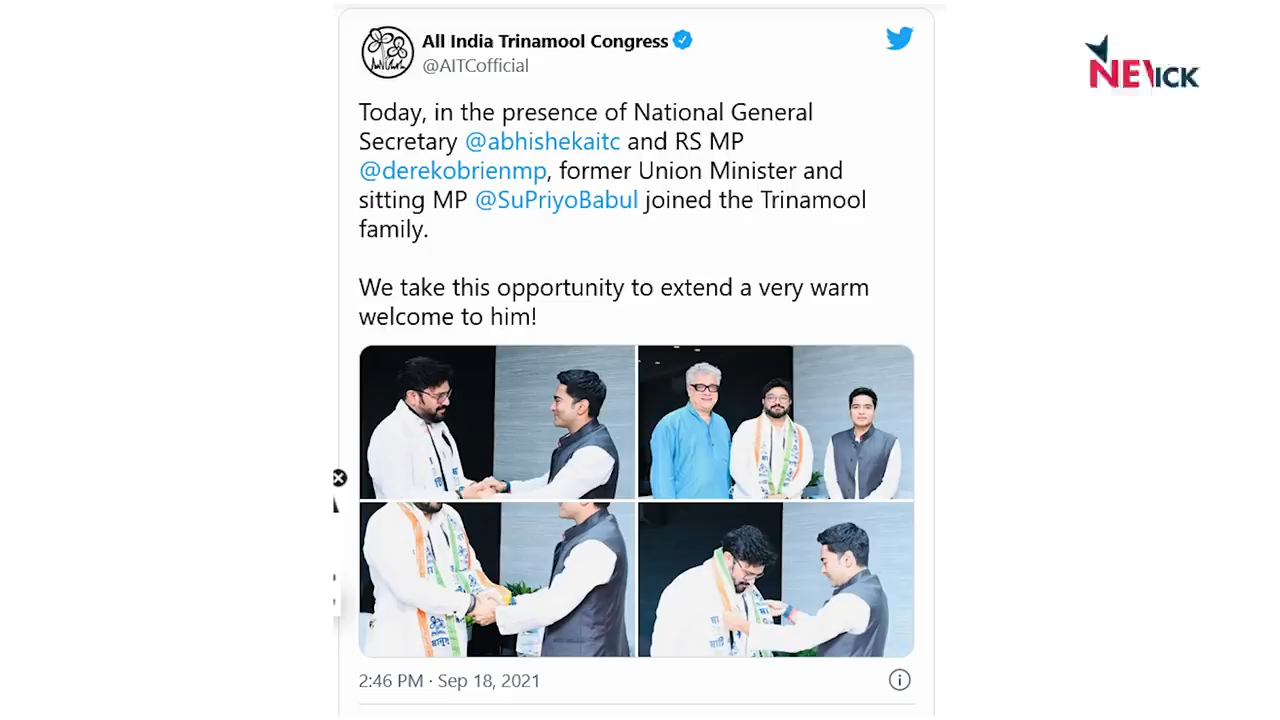 All India Trinamool Congress
@AITCofficial
NEVICK
Today, in the presence of National General
Secretary @abhishekaitc and RS MP
@derekobrienmp, former Union Minister and
sitting MP @SuPriyoBabul joined the Trinamool
family.
We take this opportunity to extend a very warm
welcome to him!
2:46 PM · Sep 18, 2021